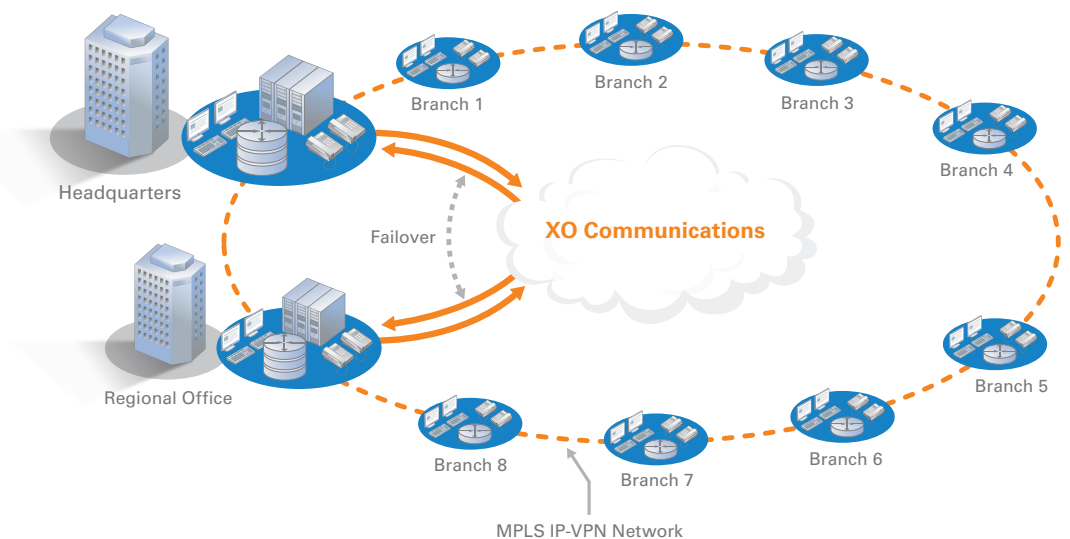 Branch 1
Branch 2
Branch 3
Branch 4
Headquarters
Failover
XO Communications
Regional Office
Branch 5
Branch 6
Branch 7
Branch 8
MPLS IP-VPN Network